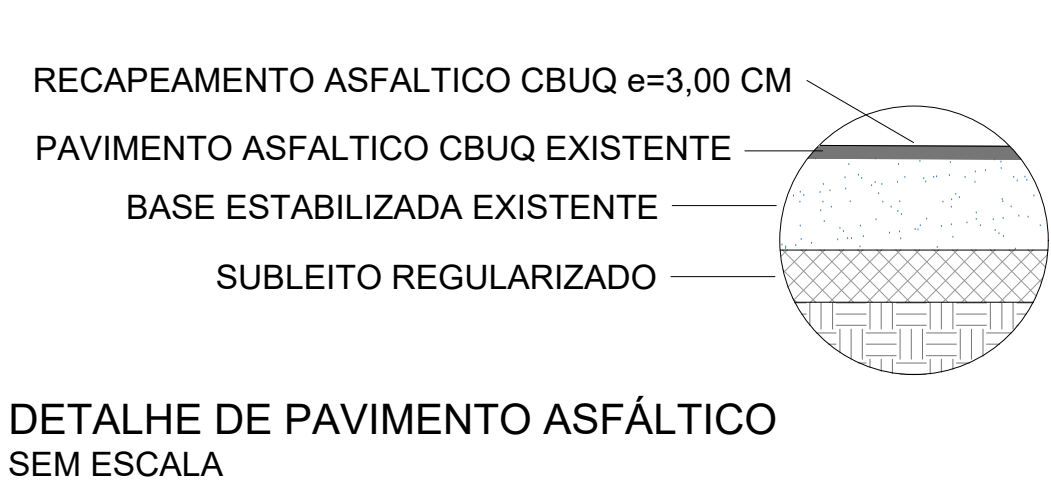 RECAPEAMENTO ASFALTICO CBUQ e=3,00 CM
PAVIMENTO ASFALTICO CBUQ EXISTENTE
BASE ESTABILIZADA EXISTENTE
SUBLEITO REGULARIZADO
DETALHE DE PAVIMENTO ASFÁLTICO
SEM ESCALA